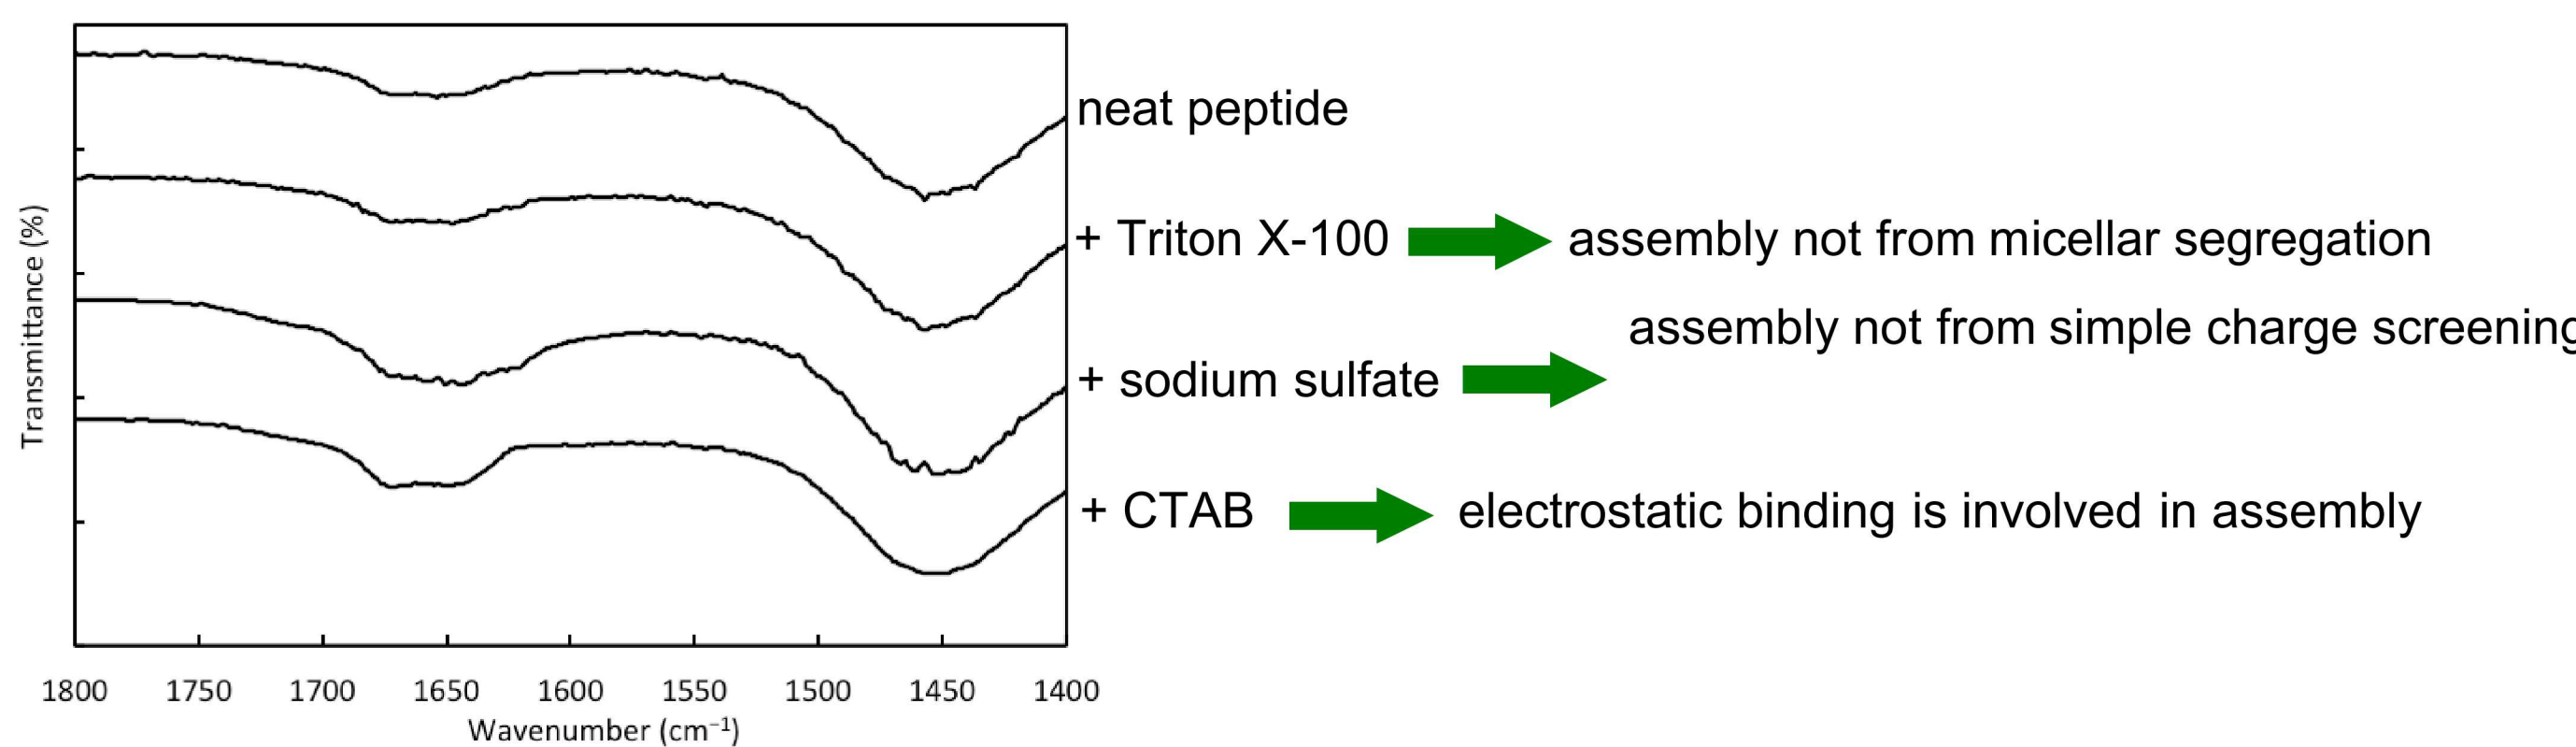 neat peptide
+ Triton X-100
assembly not from micellar segregation
assembly not from simple charge screening
+ sodium sulfate
+ CTAB
electrostatic binding is involved in assembly
Transmittance (%)
1800 1750 1700 1650 1600 1550 1500 1450 1400
Wavenumber (cm⁻¹)